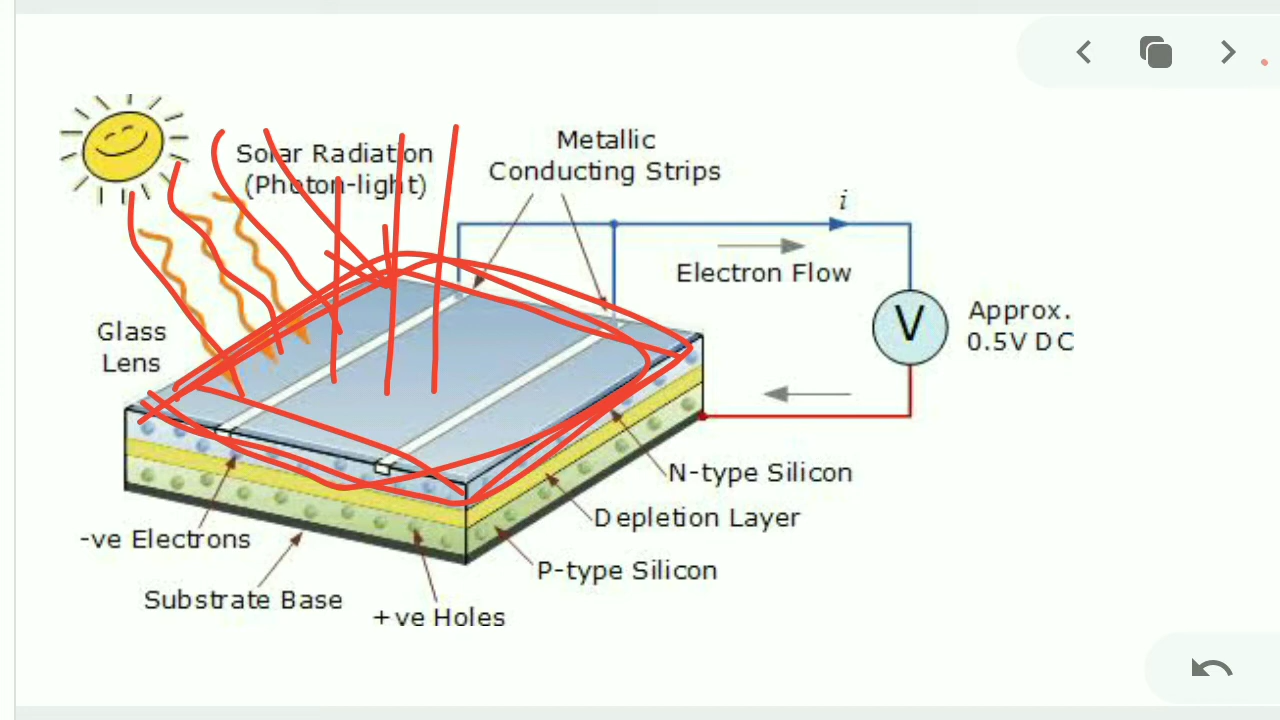 Solar Radiation
(Photon-light)
Metallic
Conducting Strips
i
Electron Flow
V
Approx.
0.5V DC
Glass
Lens
N-type Silicon
Depletion Layer
P-type Silicon
-ve Electrons
Substrate Base
+ve Holes